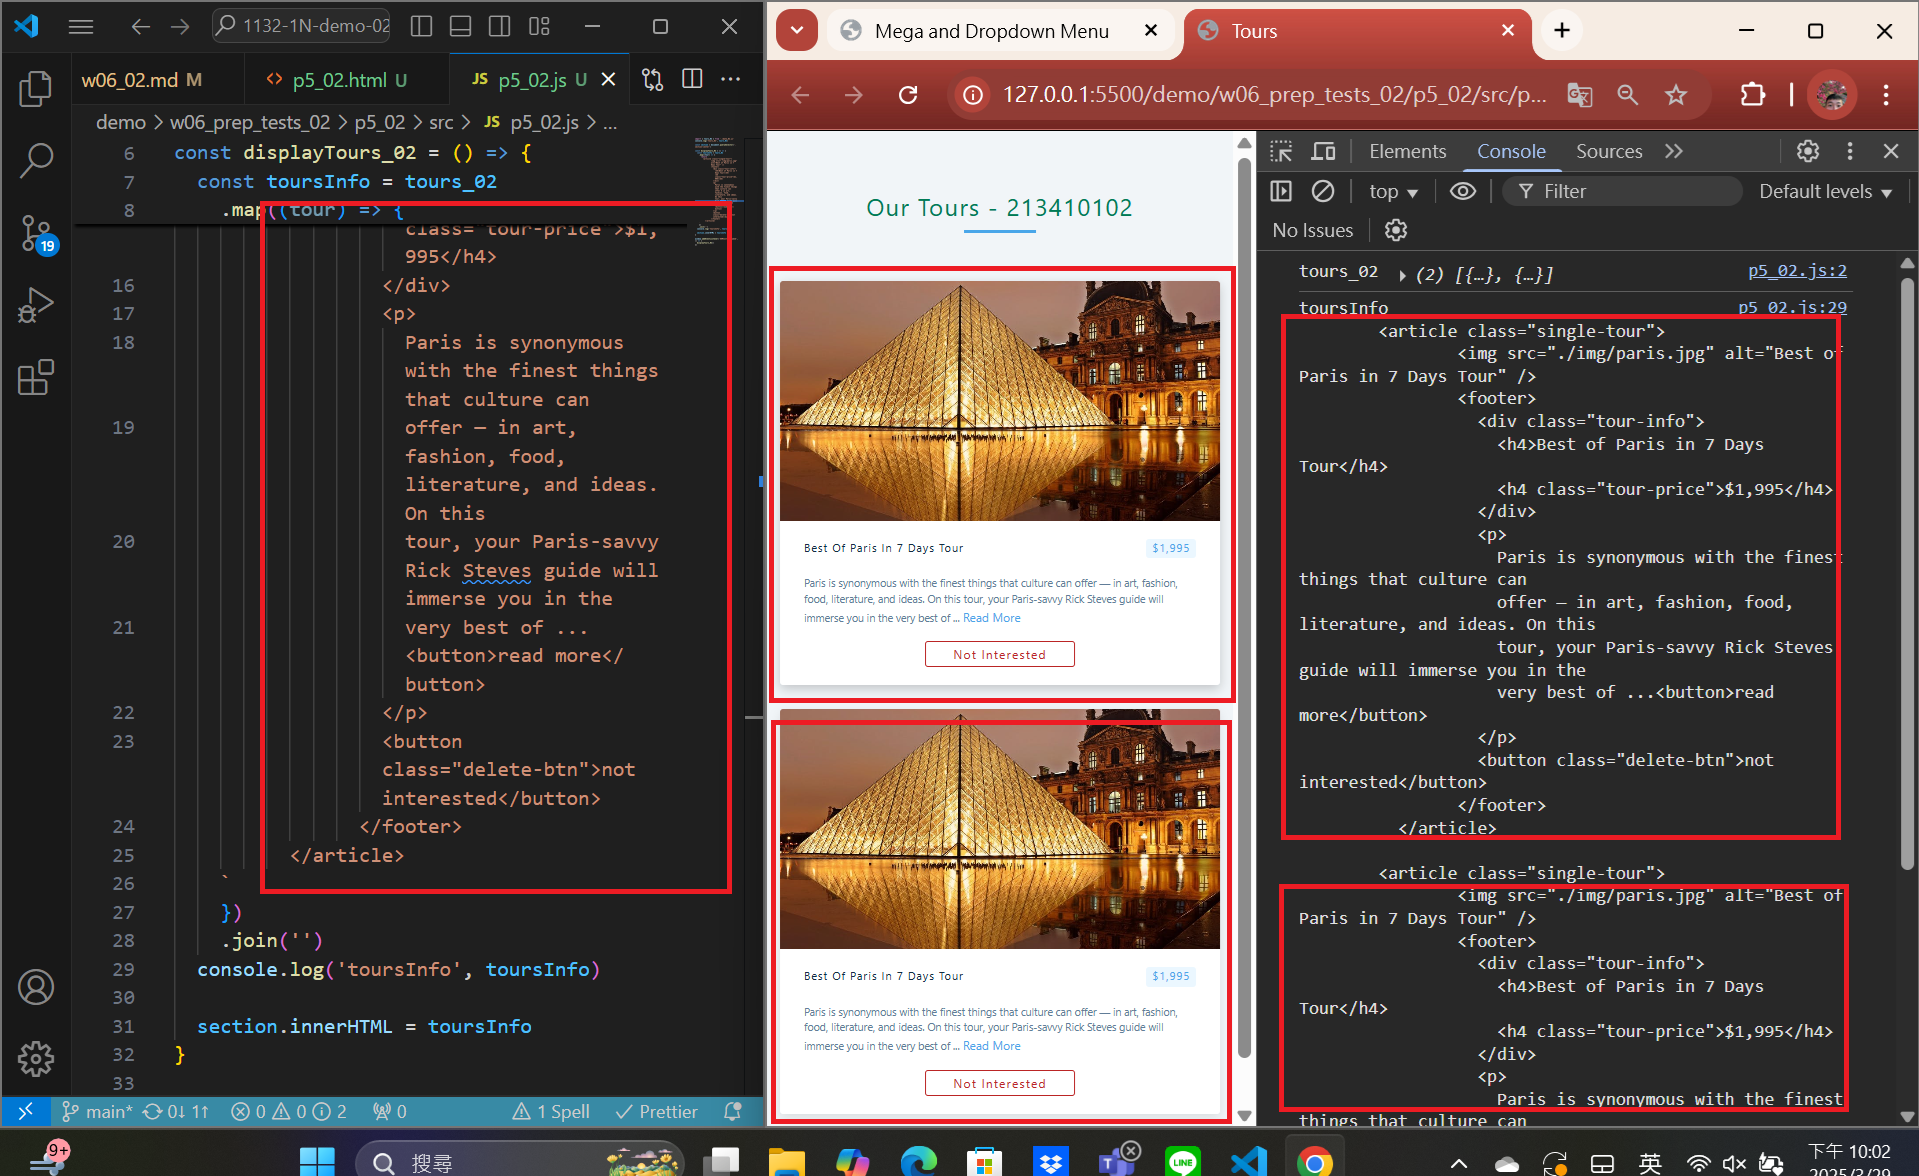 1132-1N-demo-02
w06_02.md M
<> p5_02.html U
JS p5_02.js U
demo > w06_prep_tests_02 > p5_02 > src > JS p5_02.js > ...
6 const displayTours_02 = () => {
7 const toursInfo = tours_02
8 .map((tour) => {
class="tour-price">$1,
995</h4>
16 </div>
17 <p>
18 Paris is synonymous
with the finest things
that culture can
19 offer — in art,
fashion, food,
literature, and ideas.
On this
20 tour, your Paris-savvy
Rick Steves guide will
immerse you in the
21 very best of ...
<button>read more</
button>
22 </p>
23 <button
class="delete-btn">not
interested</button>
24 </footer>
25 </article>
26 `
27 })
28 .join('')
29 console.log('toursInfo', toursInfo)
30
31 section.innerHTML = toursInfo
32 }
33
19
main* 0↓ 1↑ 0 0 2 0 1 Spell Prettier
Mega and Dropdown Menu
Tours
127.0.0.1:5500/demo/w06_prep_tests_02/p5_02/src/p...
Our Tours - 213410102
Best Of Paris In 7 Days Tour $1,995
Paris is synonymous with the finest things that culture can offer — in art, fashion,
food, literature, and ideas. On this tour, your Paris-savvy Rick Steves guide will
immerse you in the very best of ... Read More
Not Interested
Best Of Paris In 7 Days Tour $1,995
Paris is synonymous with the finest things that culture can offer — in art, fashion,
food, literature, and ideas. On this tour, your Paris-savvy Rick Steves guide will
immerse you in the very best of ... Read More
Not Interested
Elements Console Sources
top Filter Default levels
No Issues
tours_02 (2) [{…}, {…}] p5_02.js:2
toursInfo p5_02.js:29
<article class="single-tour">
<img src="./img/paris.jpg" alt="Best of
Paris in 7 Days Tour" />
<footer>
<div class="tour-info">
<h4>Best of Paris in 7 Days
Tour</h4>
<h4 class="tour-price">$1,995</h4>
</div>
<p>
Paris is synonymous with the finest
things that culture can
offer — in art, fashion, food,
literature, and ideas. On this
tour, your Paris-savvy Rick Steves
guide will immerse you in the
very best of ...<button>read
more</button>
</p>
<button class="delete-btn">not
interested</button>
</footer>
</article>
<article class="single-tour">
<img src="./img/paris.jpg" alt="Best of
Paris in 7 Days Tour" />
<footer>
<div class="tour-info">
<h4>Best of Paris in 7 Days
Tour</h4>
<h4 class="tour-price">$1,995</h4>
</div>
<p>
Paris is synonymous with the finest
things that culture can
9+
搜尋
LINE
英
下午 10:02
2025/3/29